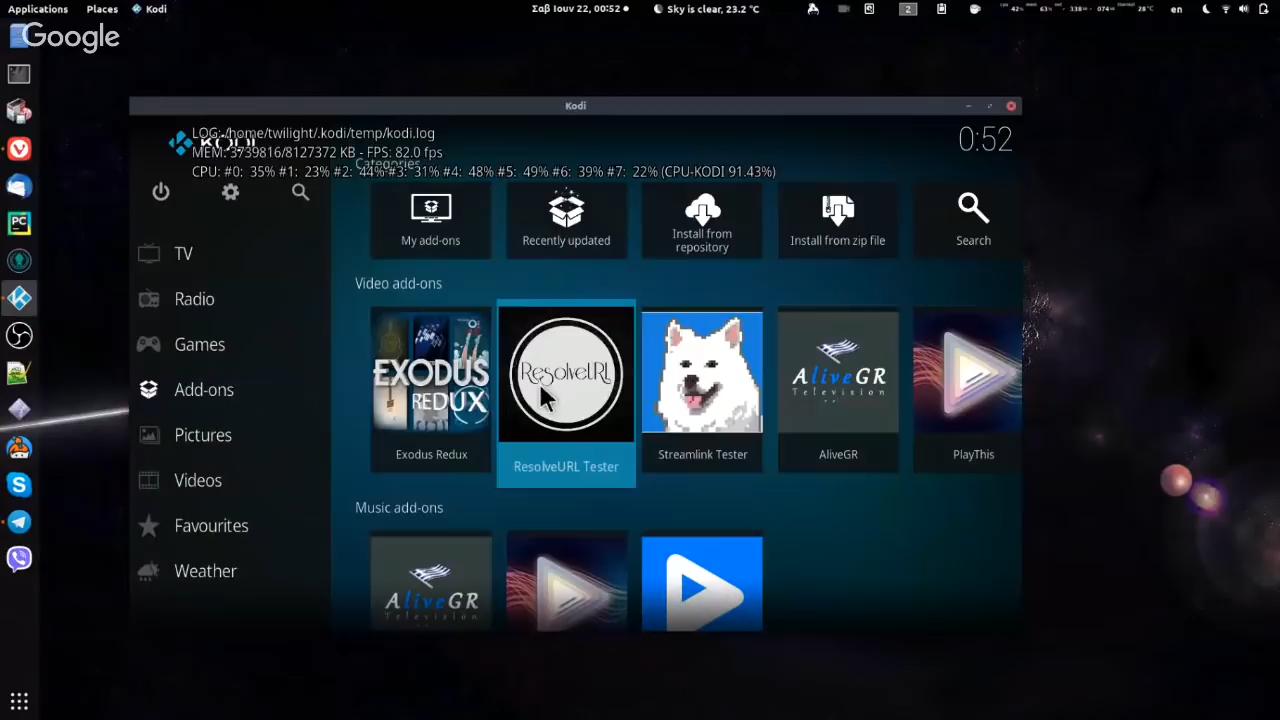 Applications Places Kodi Σαβ Ιουν 22, 00:52 Sky is clear, 23.2 °C 2 en
Google
Kodi
LOG: /home/twilight/.kodi/temp/kodi.log
KODI
0:52
MEM: 3739816/8127372 KB - FPS: 82.0 fps
Categories
CPU: #0: 35% #1: 23% #2: 44% #3: 31% #4: 48% #5: 49% #6: 39% #7: 22% (CPU-KODI 91.43%)
My add-ons
Recently updated
Install from
repository
Install from zip file
Search
TV
Radio
Games
Add-ons
Pictures
Videos
Favourites
Weather
Video add-ons
EXODUS
REDUX
ResolveURL
AliveGR
Television
Exodus Redux
ResolveURL Tester
Streamlink Tester
AliveGR
PlayThis
Music add-ons
AliveGR
Television
PC